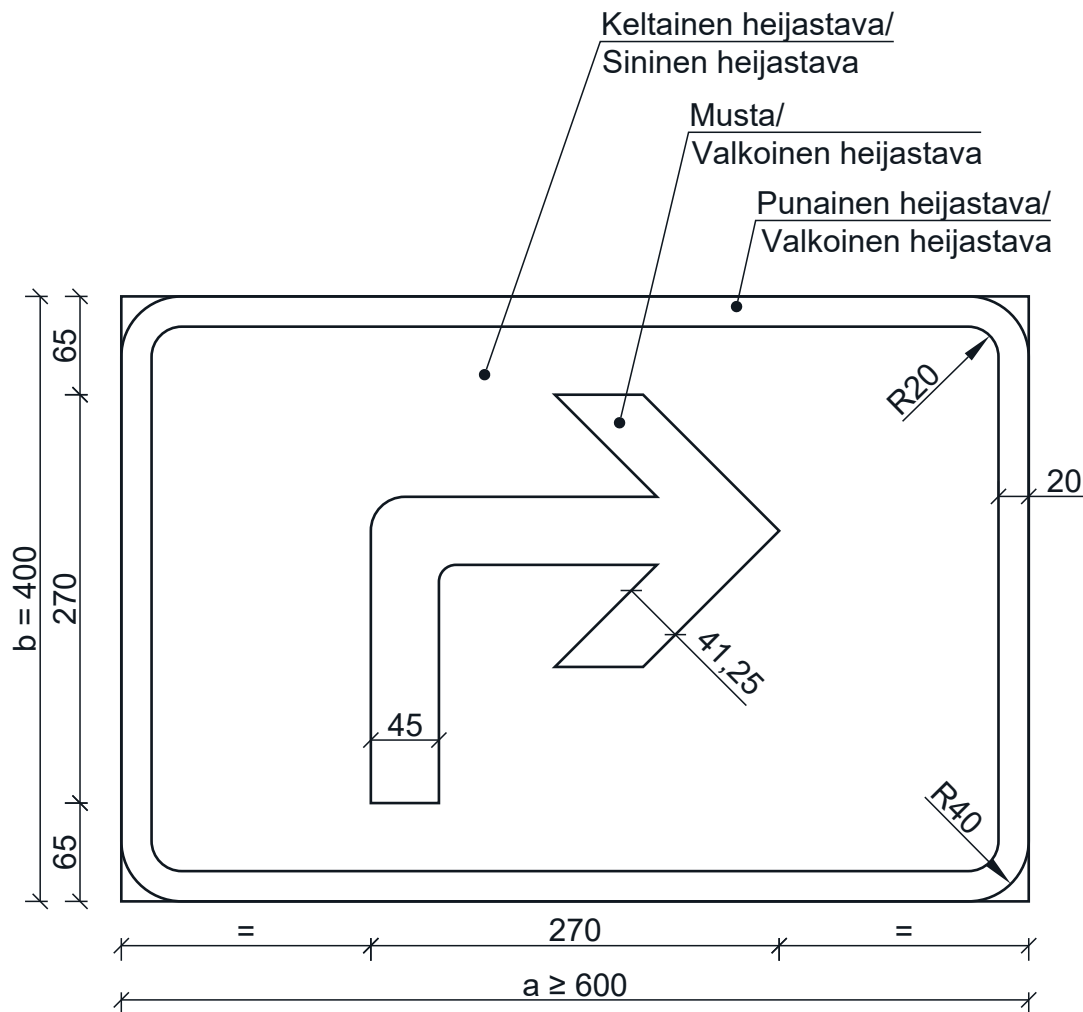 Keltainen heijastava/
Sininen heijastava
Musta/
Valkoinen heijastava
Punainen heijastava/
Valkoinen heijastava
65
R20
20
b = 400
270
41,25
45
R40
65
=
270
=
a ≥ 600